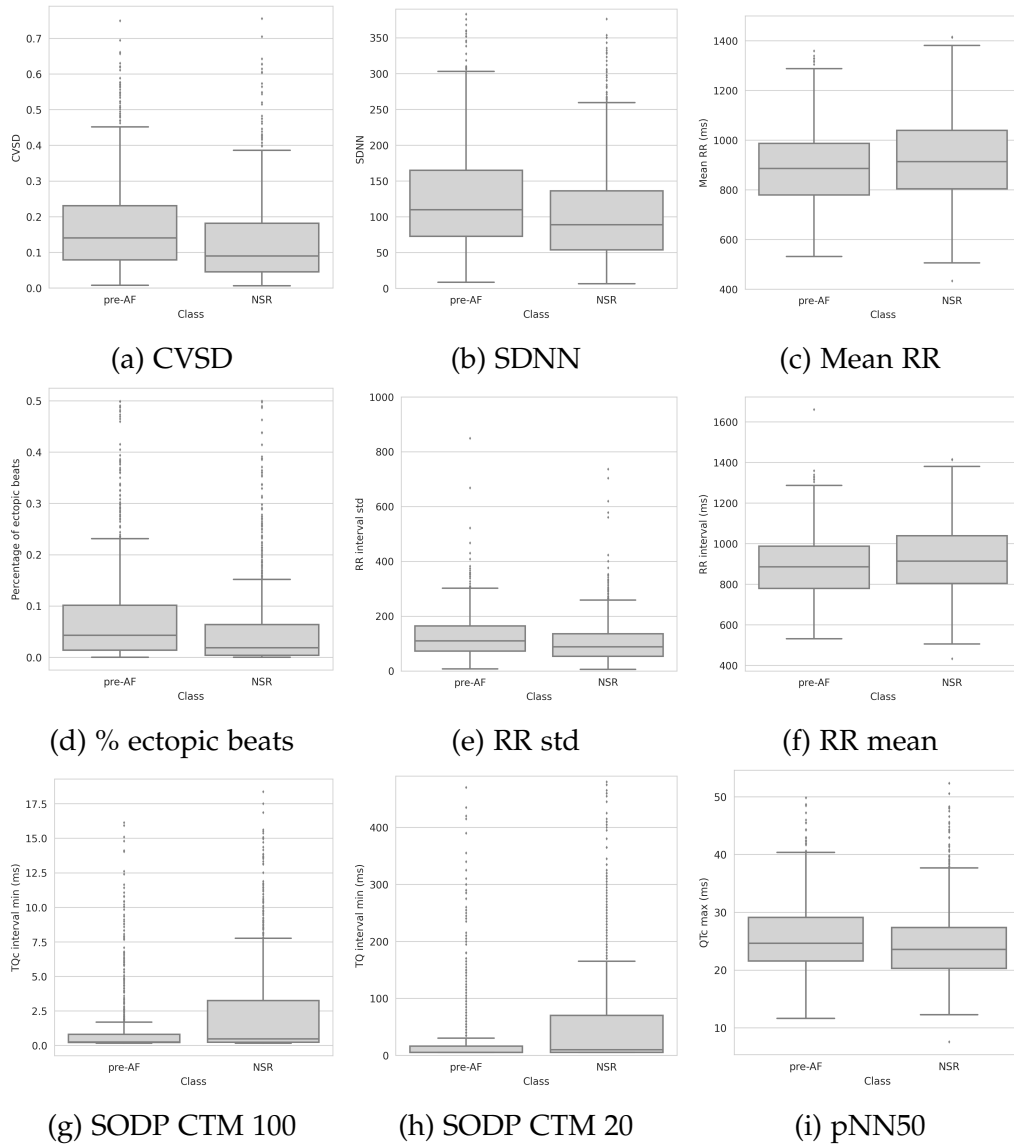 0.7
0.6
0.5
0.4
0.3
0.2
0.1
0.0
CVSD
pre-AF
NSR
Class
(a) CVSD
350
300
250
200
150
100
50
0
SDNN
pre-AF
NSR
Class
(b) SDNN
1400
1200
1000
800
600
400
Mean RR (ms)
pre-AF
NSR
Class
(c) Mean RR
0.5
0.4
0.3
0.2
0.1
0.0
Percentage of ectopic beats
pre-AF
NSR
Class
(d) % ectopic beats
1000
800
600
400
200
0
RR interval std
pre-AF
NSR
Class
(e) RR std
1600
1400
1200
1000
800
600
400
RR interval (ms)
pre-AF
NSR
Class
(f) RR mean
17.5
15.0
12.5
10.0
7.5
5.0
2.5
0.0
TQc interval min (ms)
pre-AF
NSR
Class
(g) SODP CTM 100
400
300
200
100
0
TQ interval min (ms)
pre-AF
NSR
Class
(h) SODP CTM 20
50
40
30
20
10
QTc max (ms)
pre-AF
NSR
Class
(i) pNN50